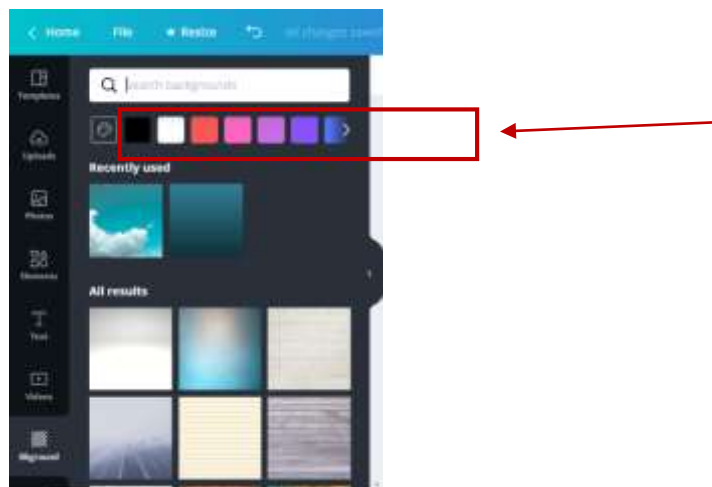 Home File Resize
Templates
search backgrounds
Uploads
Recently used
Photos
Elements
All results
Text
Videos
Bkground